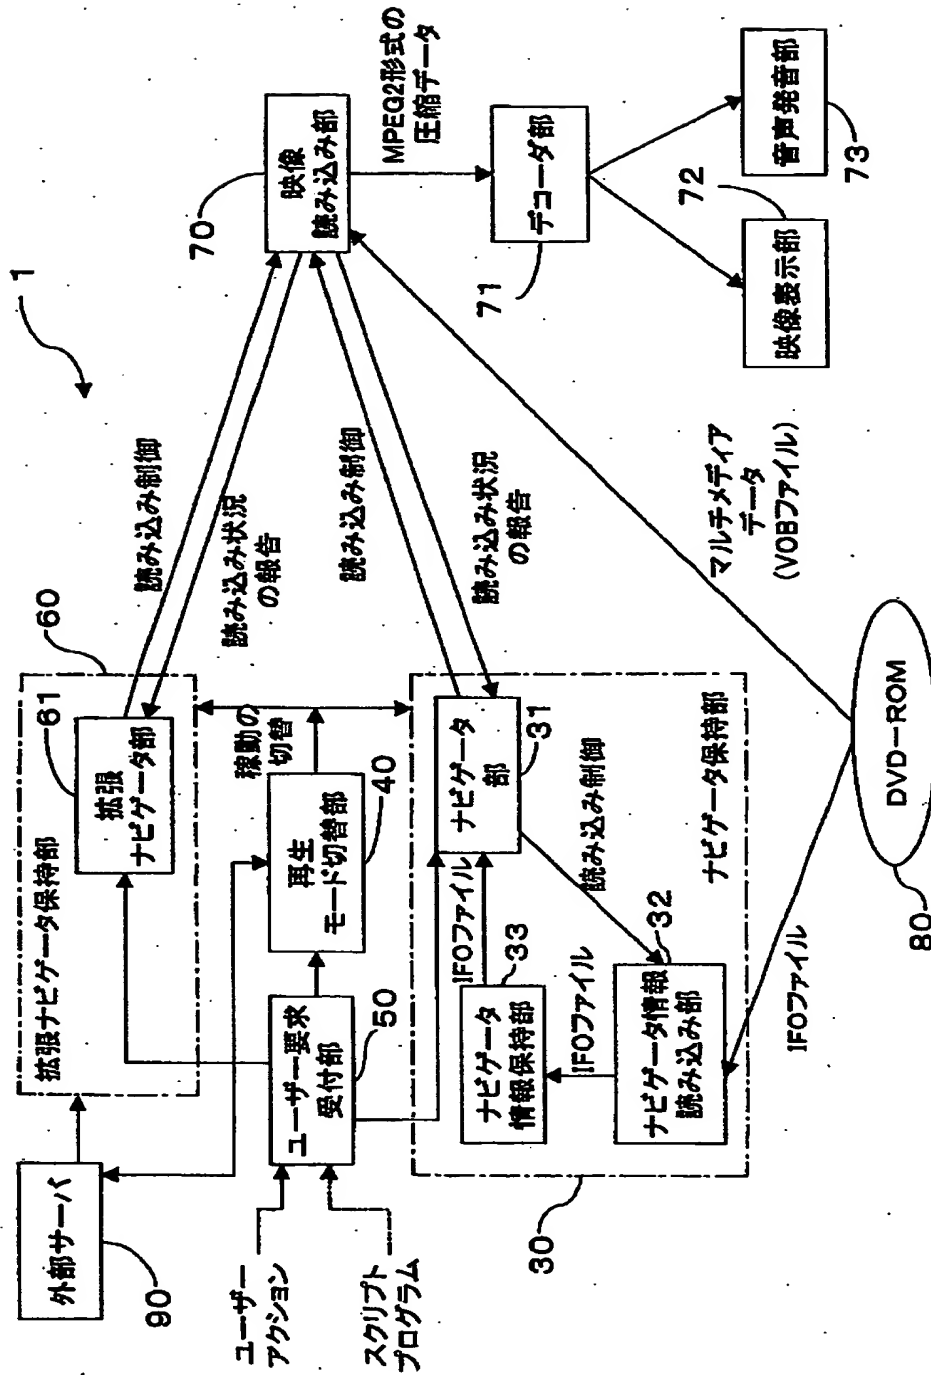 1
外部サーバ
90
拡張ナビゲータ保持部
60
拡張
ナビゲータ部
61
読み込み制御
読み込み状況
の報告
稼動の
切替
再生
モード切替部
40
ユーザー要求
受付部
50
ユーザー
アクション
スクリプト
プログラム
読み込み制御
読み込み状況
の報告
映像
読み込み部
70
MPEG2形式の
圧縮データ
デコーダ部
71
映像表示部
72
音声発音部
73
ナビゲータ
部
31
IFOファイル
読み込み制御
ナビゲータ
情報保持部
33
IFOファイル
ナビゲータ情報
読み込み部
32
ナビゲータ保持部
30
IFOファイル
マルチメディア
データ
(VOBファイル)
DVD-ROM
80